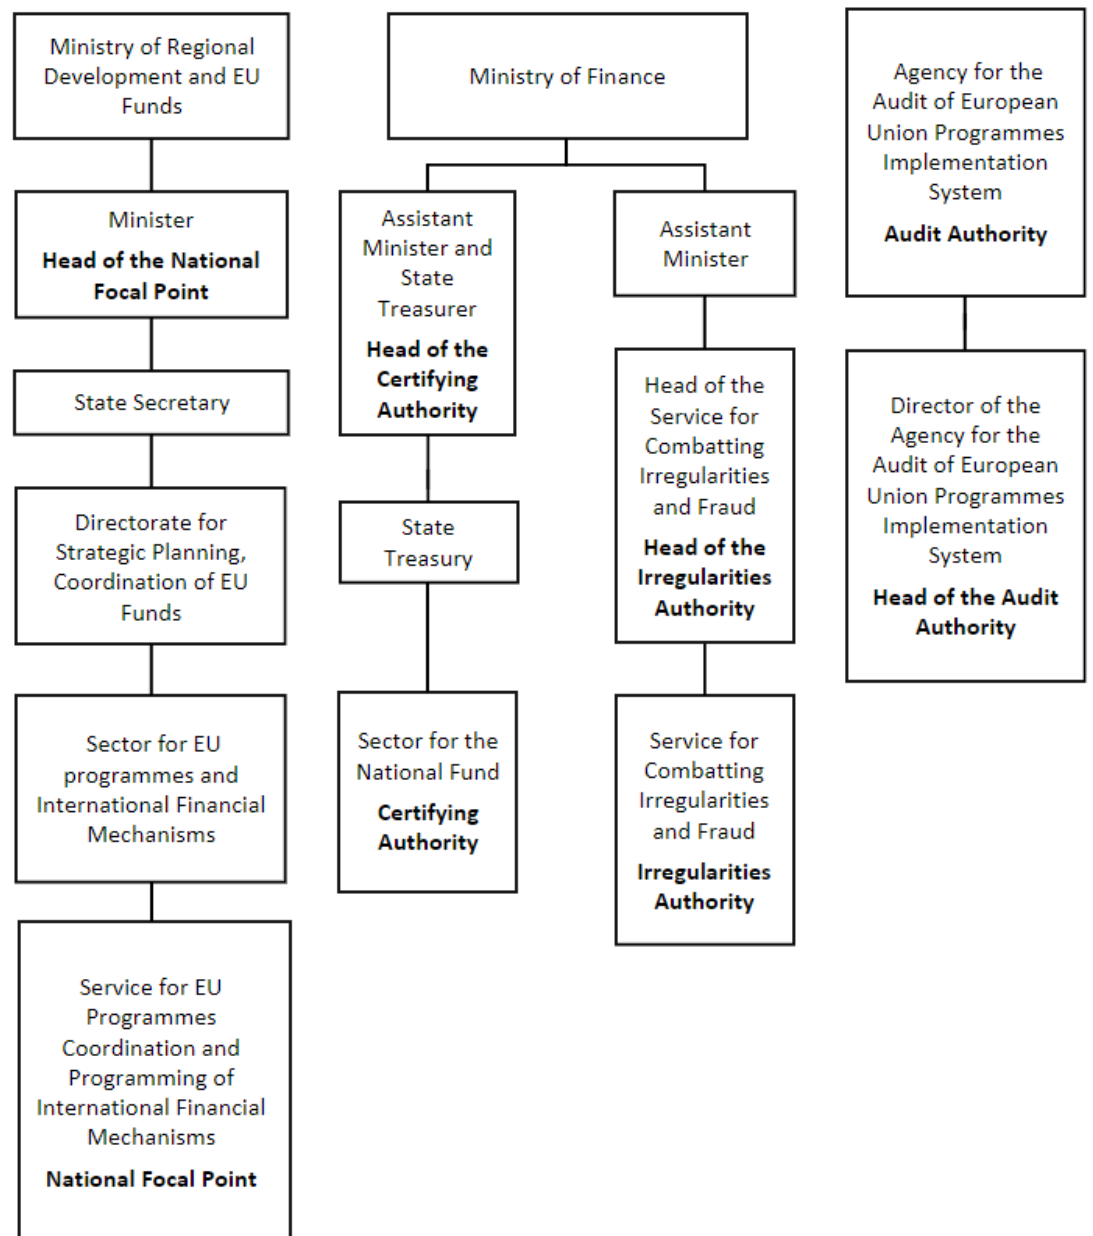 Ministry of Regional
Development and EU
Funds
Minister
Head of the National
Focal Point
State Secretary
Directorate for
Strategic Planning,
Coordination of EU
Funds
Sector for EU
programmes and
International Financial
Mechanisms
Service for EU
Programmes
Coordination and
Programming of
International Financial
Mechanisms
National Focal Point
Ministry of Finance
Assistant
Minister and
State
Treasurer
Head of the
Certifying
Authority
State
Treasury
Sector for the
National Fund
Certifying
Authority
Assistant
Minister
Head of the
Service for
Combatting
Irregularities
and Fraud
Head of the
Irregularities
Authority
Service for
Combatting
Irregularities
and Fraud
Irregularities
Authority
Agency for the
Audit of European
Union Programmes
Implementation
System
Audit Authority
Director of the
Agency for the
Audit of European
Union Programmes
Implementation
System
Head of the Audit
Authority